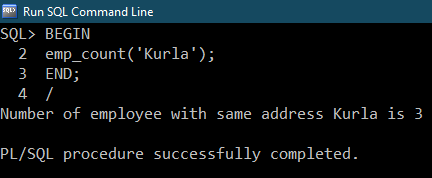 Run SQL Command Line
SQL> BEGIN
2 emp_count('Kurla');
3 END;
4 /
Number of employee with same address Kurla is 3
PL/SQL procedure successfully completed.